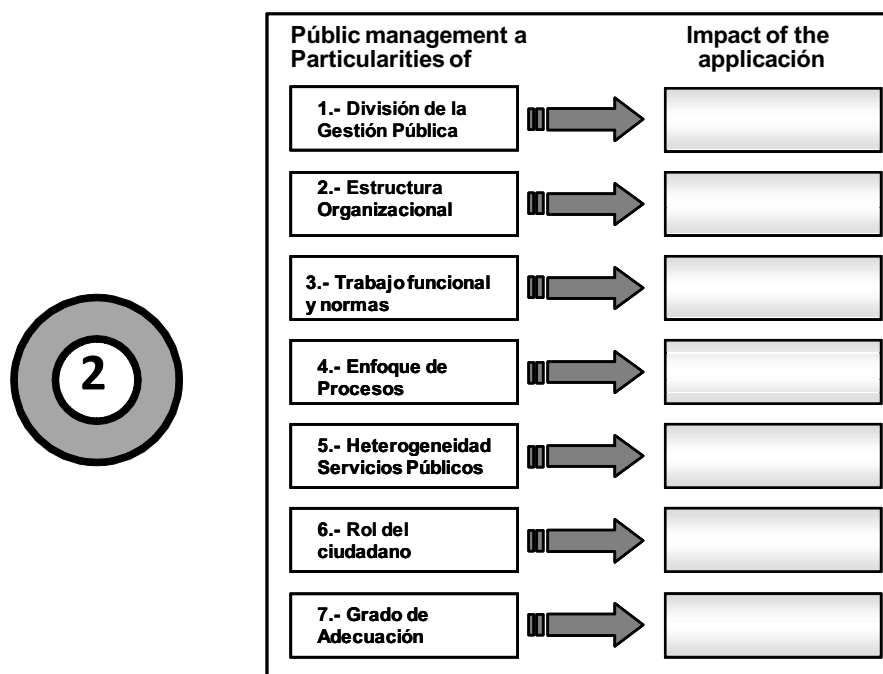 Públic management a
Particularities of
Impact of the
applicación
1.- División de la
Gestión Pública
2.- Estructura
Organizacional
3.- Trabajo funcional
y normas
2
4.- Enfoque de
Procesos
5.- Heterogeneidad
Servicios Públicos
6.- Rol del
ciudadano
7.- Grado de
Adecuación